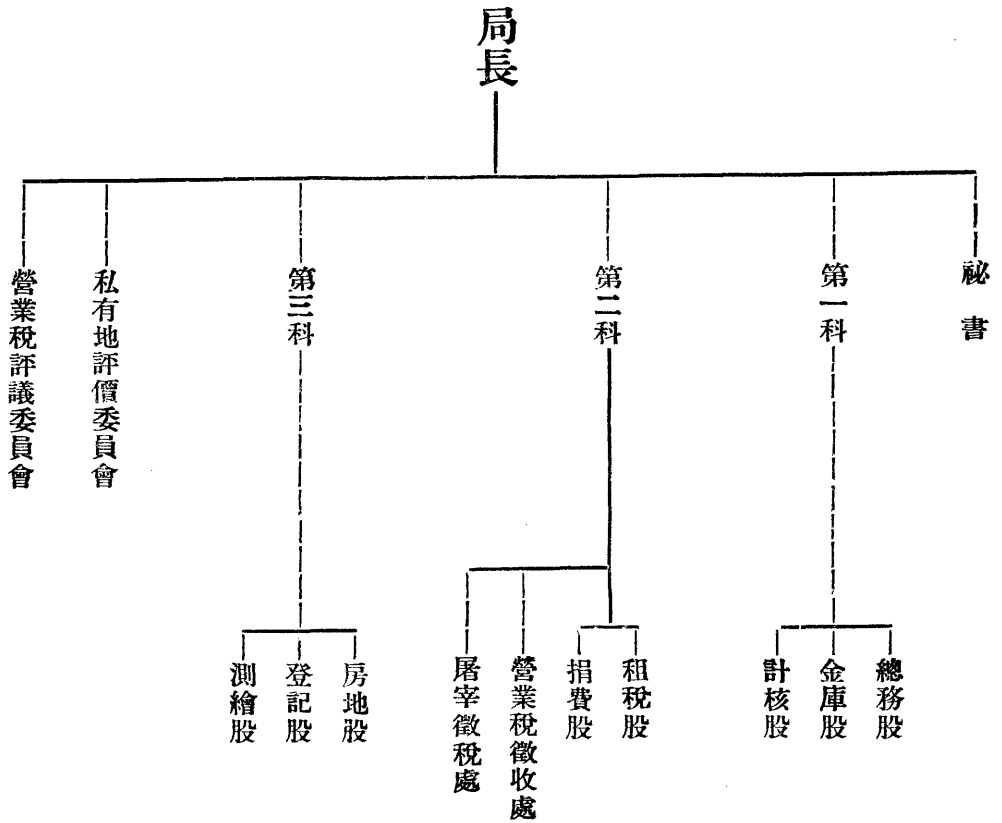 局長
祕書
第一科
第二科
第三科
私有地評價委員會
營業稅評議委員會
總務股
金庫股
計核股
租稅股
捐費股
營業稅徵收處
屠宰徵稅處
房地股
登記股
測繪股